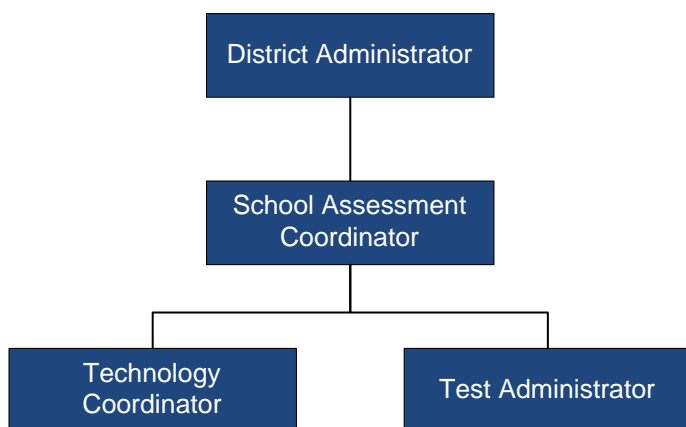 District Administrator
School Assessment
Coordinator
Technology
Coordinator
Test Administrator